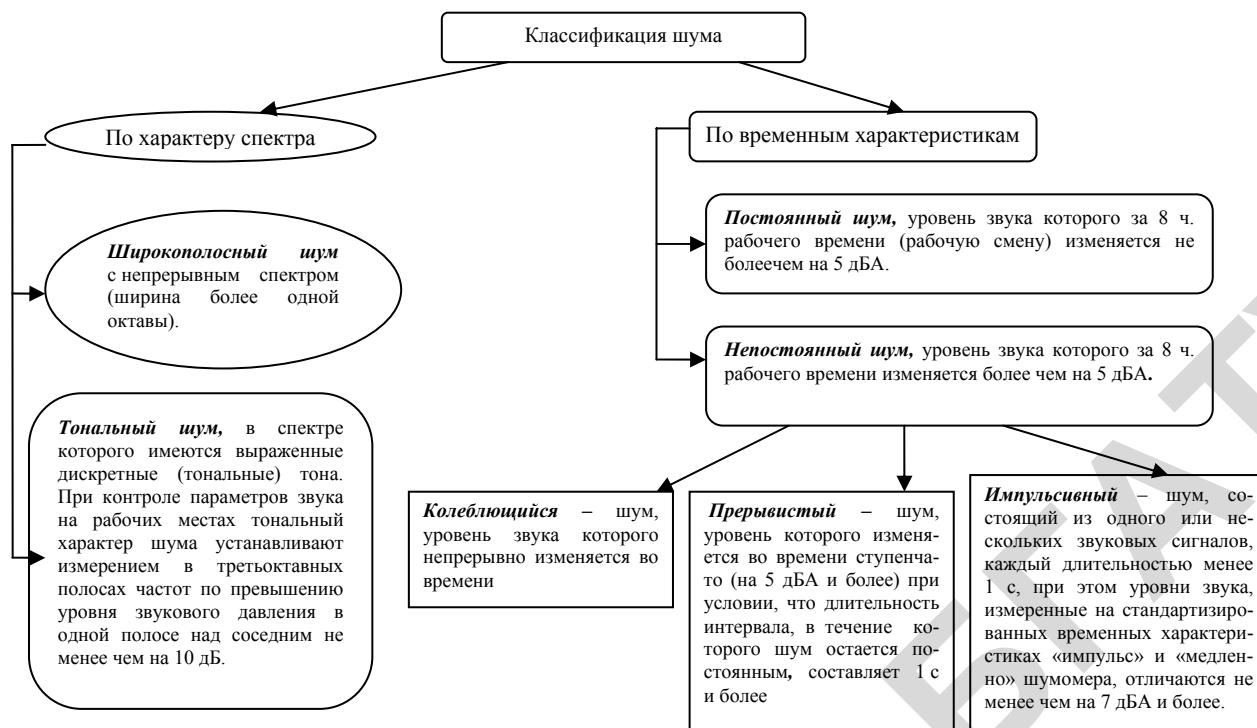 Классификация шума
По характеру спектра
Широкополосный шум
с непрерывным спектром
(ширина более одной
октавы).
Тональный шум, в спектре
которого имеются выраженные
дискретные (тональные) тона.
При контроле параметров звука
на рабочих местах тональный
характер шума устанавливают
измерением в третьоктавных
полосах частот по превышению
уровня звукового давления в
одной полосе над соседним не
менее чем на 10 дБ.
По временным характеристикам
Постоянный шум, уровень звука которого за 8 ч.
рабочего времени (рабочую смену) изменяется не
болеечем на 5 дБА.
Непостоянный шум, уровень звука которого за 8 ч.
рабочего времени изменяется более чем на 5 дБА.
Колеблющийся – шум,
уровень звука которого
непрерывно изменяется во
времени
Прерывистый – шум,
уровень которого изменя-
ется во времени ступенча-
то (на 5 дБА и более) при
условии, что длительность
интервала, в течение ко-
торого шум остается по-
стоянным, составляет 1 с
и более
Импульсивный – шум, со-
стоящий из одного или не-
скольких звуковых сигналов,
каждый длительностью менее
1 с, при этом уровни звука,
измеренные на стандартизиро-
ванных временных характери-
стиках «импульс» и «медлен-
но» шумомера, отличаются не
менее чем на 7 дБА и более.
БГАТ